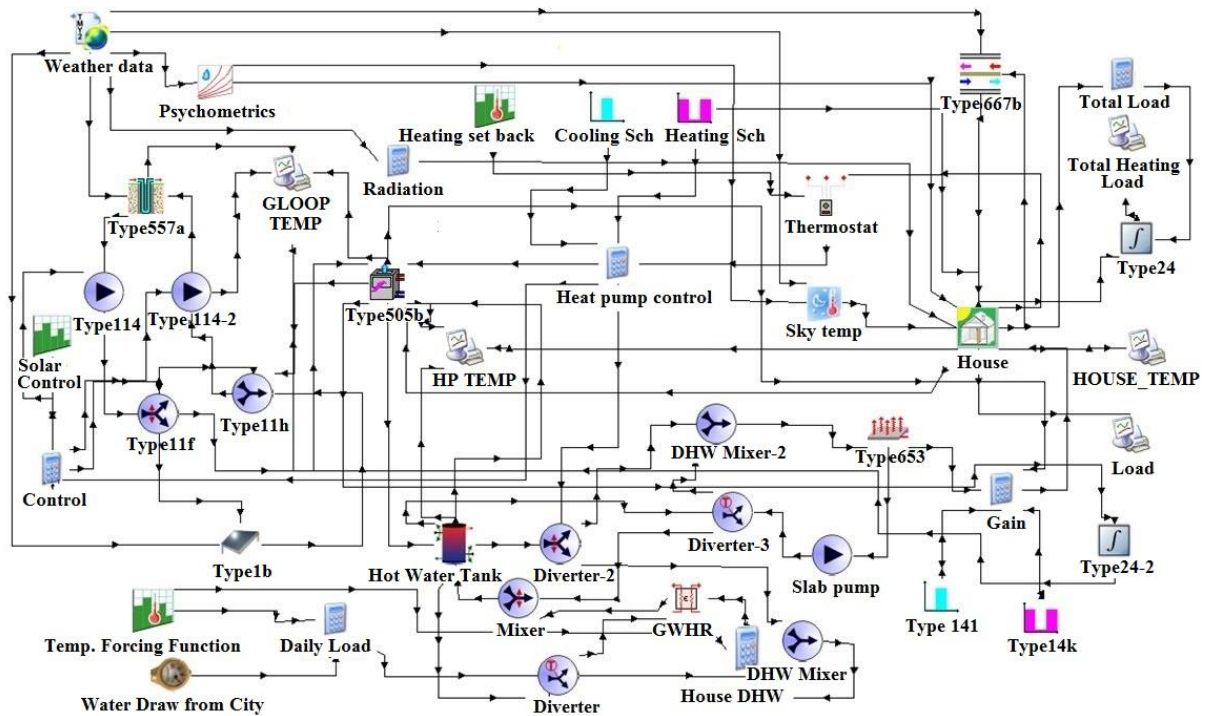 TMY2
Weather data
Psychometrics
Heating set back
Cooling Sch
Heating Sch
Type667b
Total Load
Total Heating
Load
Radiation
GLOOP
TEMP
Type557a
Thermostat
Type24
Heat pump control
Type505b
Type114
Type114-2
Sky temp
House
Solar
Control
HP TEMP
HOUSE_TEMP
Type11f
Type11h
DHW Mixer-2
Type653
Load
Control
Gain
Type1b
Hot Water Tank
Diverter-2
Diverter-3
Slab pump
Type24-2
Mixer
GWHR
Type 141
Type14k
Temp. Forcing Function
Daily Load
DHW Mixer
House DHW
Water Draw from City
Diverter